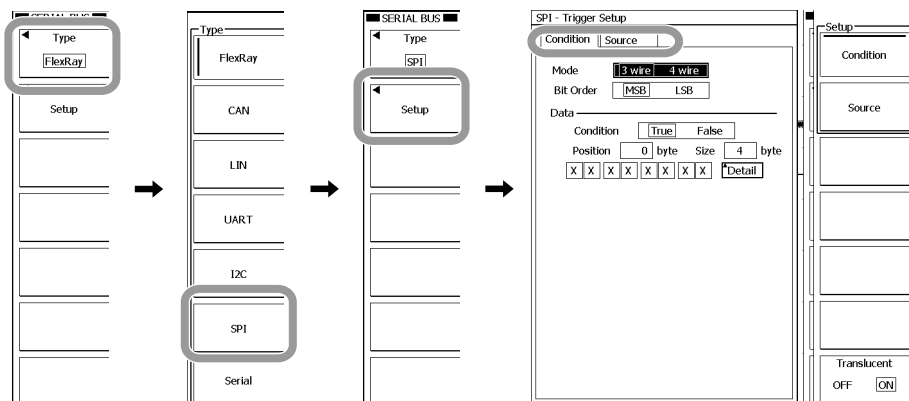 SERIAL BUS
Type
FlexRay
Setup
Type
FlexRay
CAN
LIN
UART
I2C
SPI
Serial
SERIAL BUS
Type
SPI
Setup
SPI - Trigger Setup
Condition Source
Mode 3 wire 4 wire
Bit Order MSB LSB
Data
Condition True False
Position 0 byte Size 4 byte
X X X X X X X X Detail
Setup
Condition
Source
Translucent
OFF ON